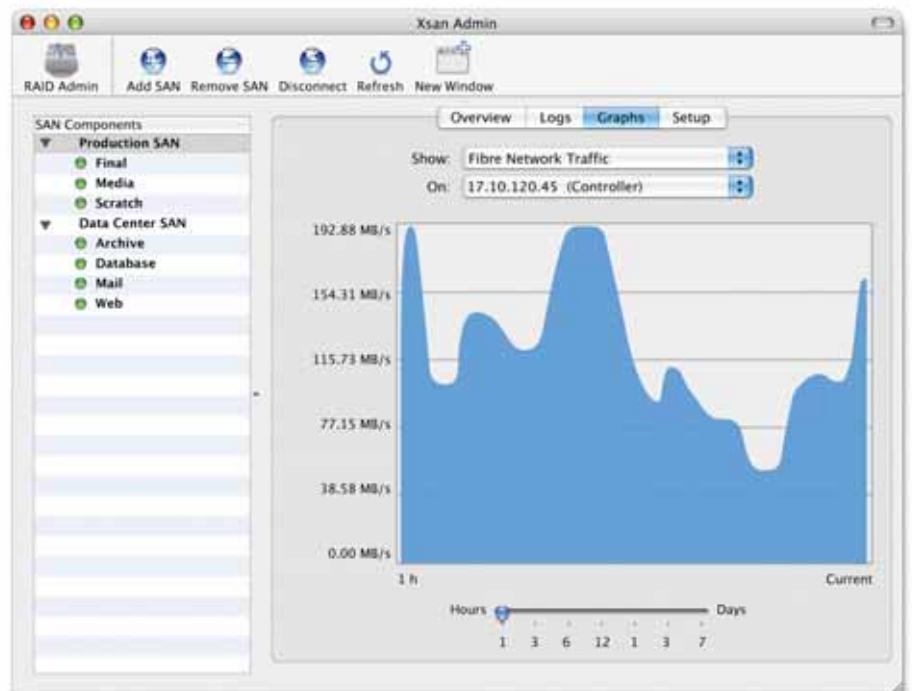 Xsan Admin
RAID Admin Add SAN Remove SAN Disconnect Refresh New Window
SAN Components
Production SAN
Final
Media
Scratch
Data Center SAN
Archive
Database
Mail
Web
Overview Logs Graphs Setup
Show: Fibre Network Traffic
On: 17.10.120.45 (Controller)
192.88 MB/s
154.31 MB/s
115.73 MB/s
77.15 MB/s
38.58 MB/s
0.00 MB/s
1 h Current
Hours Days
1 3 6 12 1 3 7